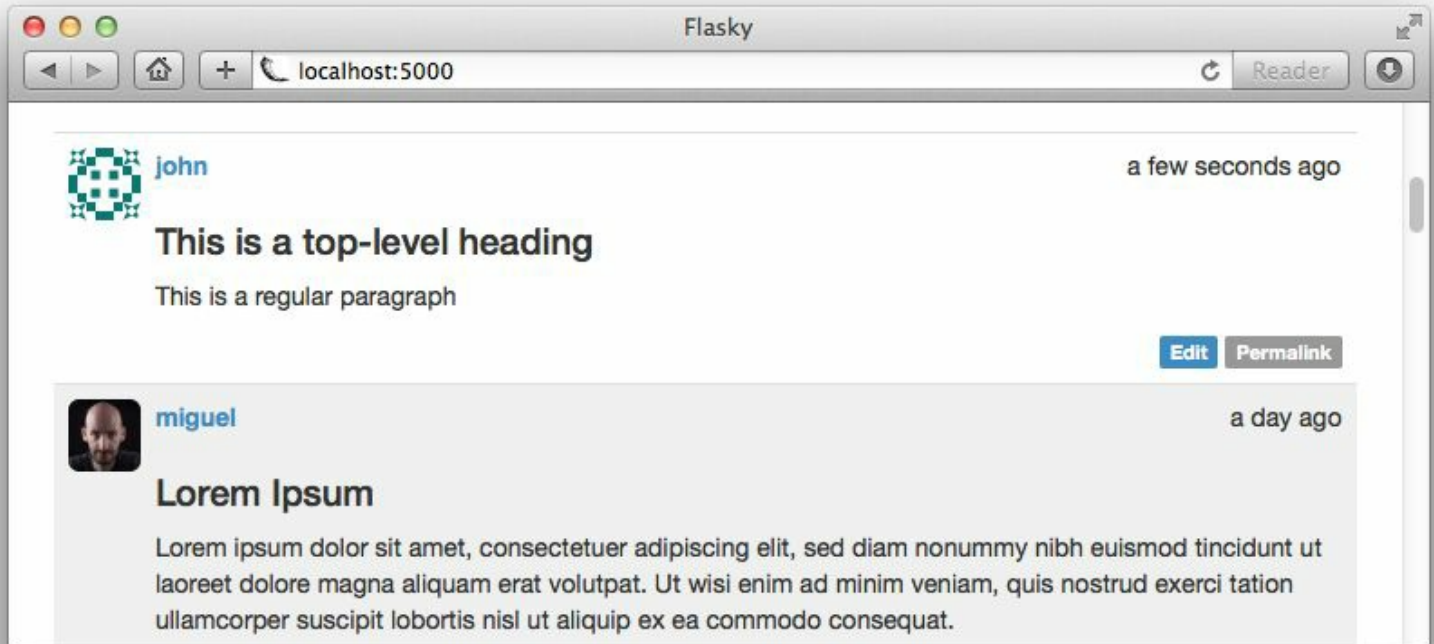 Flasky
localhost:5000
Reader
john
a few seconds ago
This is a top-level heading
This is a regular paragraph
Edit Permalink
miguel
a day ago
Lorem Ipsum
Lorem ipsum dolor sit amet, consectetuer adipiscing elit, sed diam nonummy nibh euismod tincidunt ut
laoreet dolore magna aliquam erat volutpat. Ut wisi enim ad minim veniam, quis nostrud exerci tation
ullamcorper suscipit lobortis nisl ut aliquip ex ea commodo consequat.